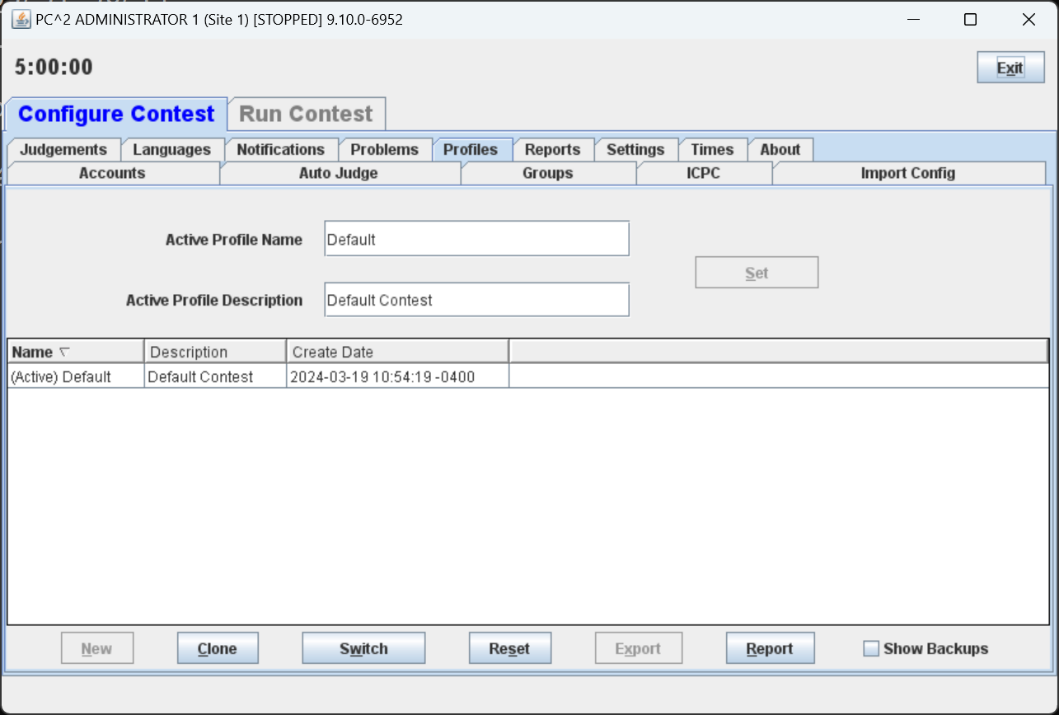 PC^2 ADMINISTRATOR 1 (Site 1) [STOPPED] 9.10.0-6952
5:00:00
Exit
Configure Contest Run Contest
Judgements Languages Notifications Problems Profiles Reports Settings Times About
Accounts Auto Judge Groups ICPC Import Config
Active Profile Name Default
Set
Active Profile Description Default Contest
Name Description Create Date
(Active) Default Default Contest 2024-03-19 10:54:19 -0400
New Clone Switch Reset Export Report Show Backups